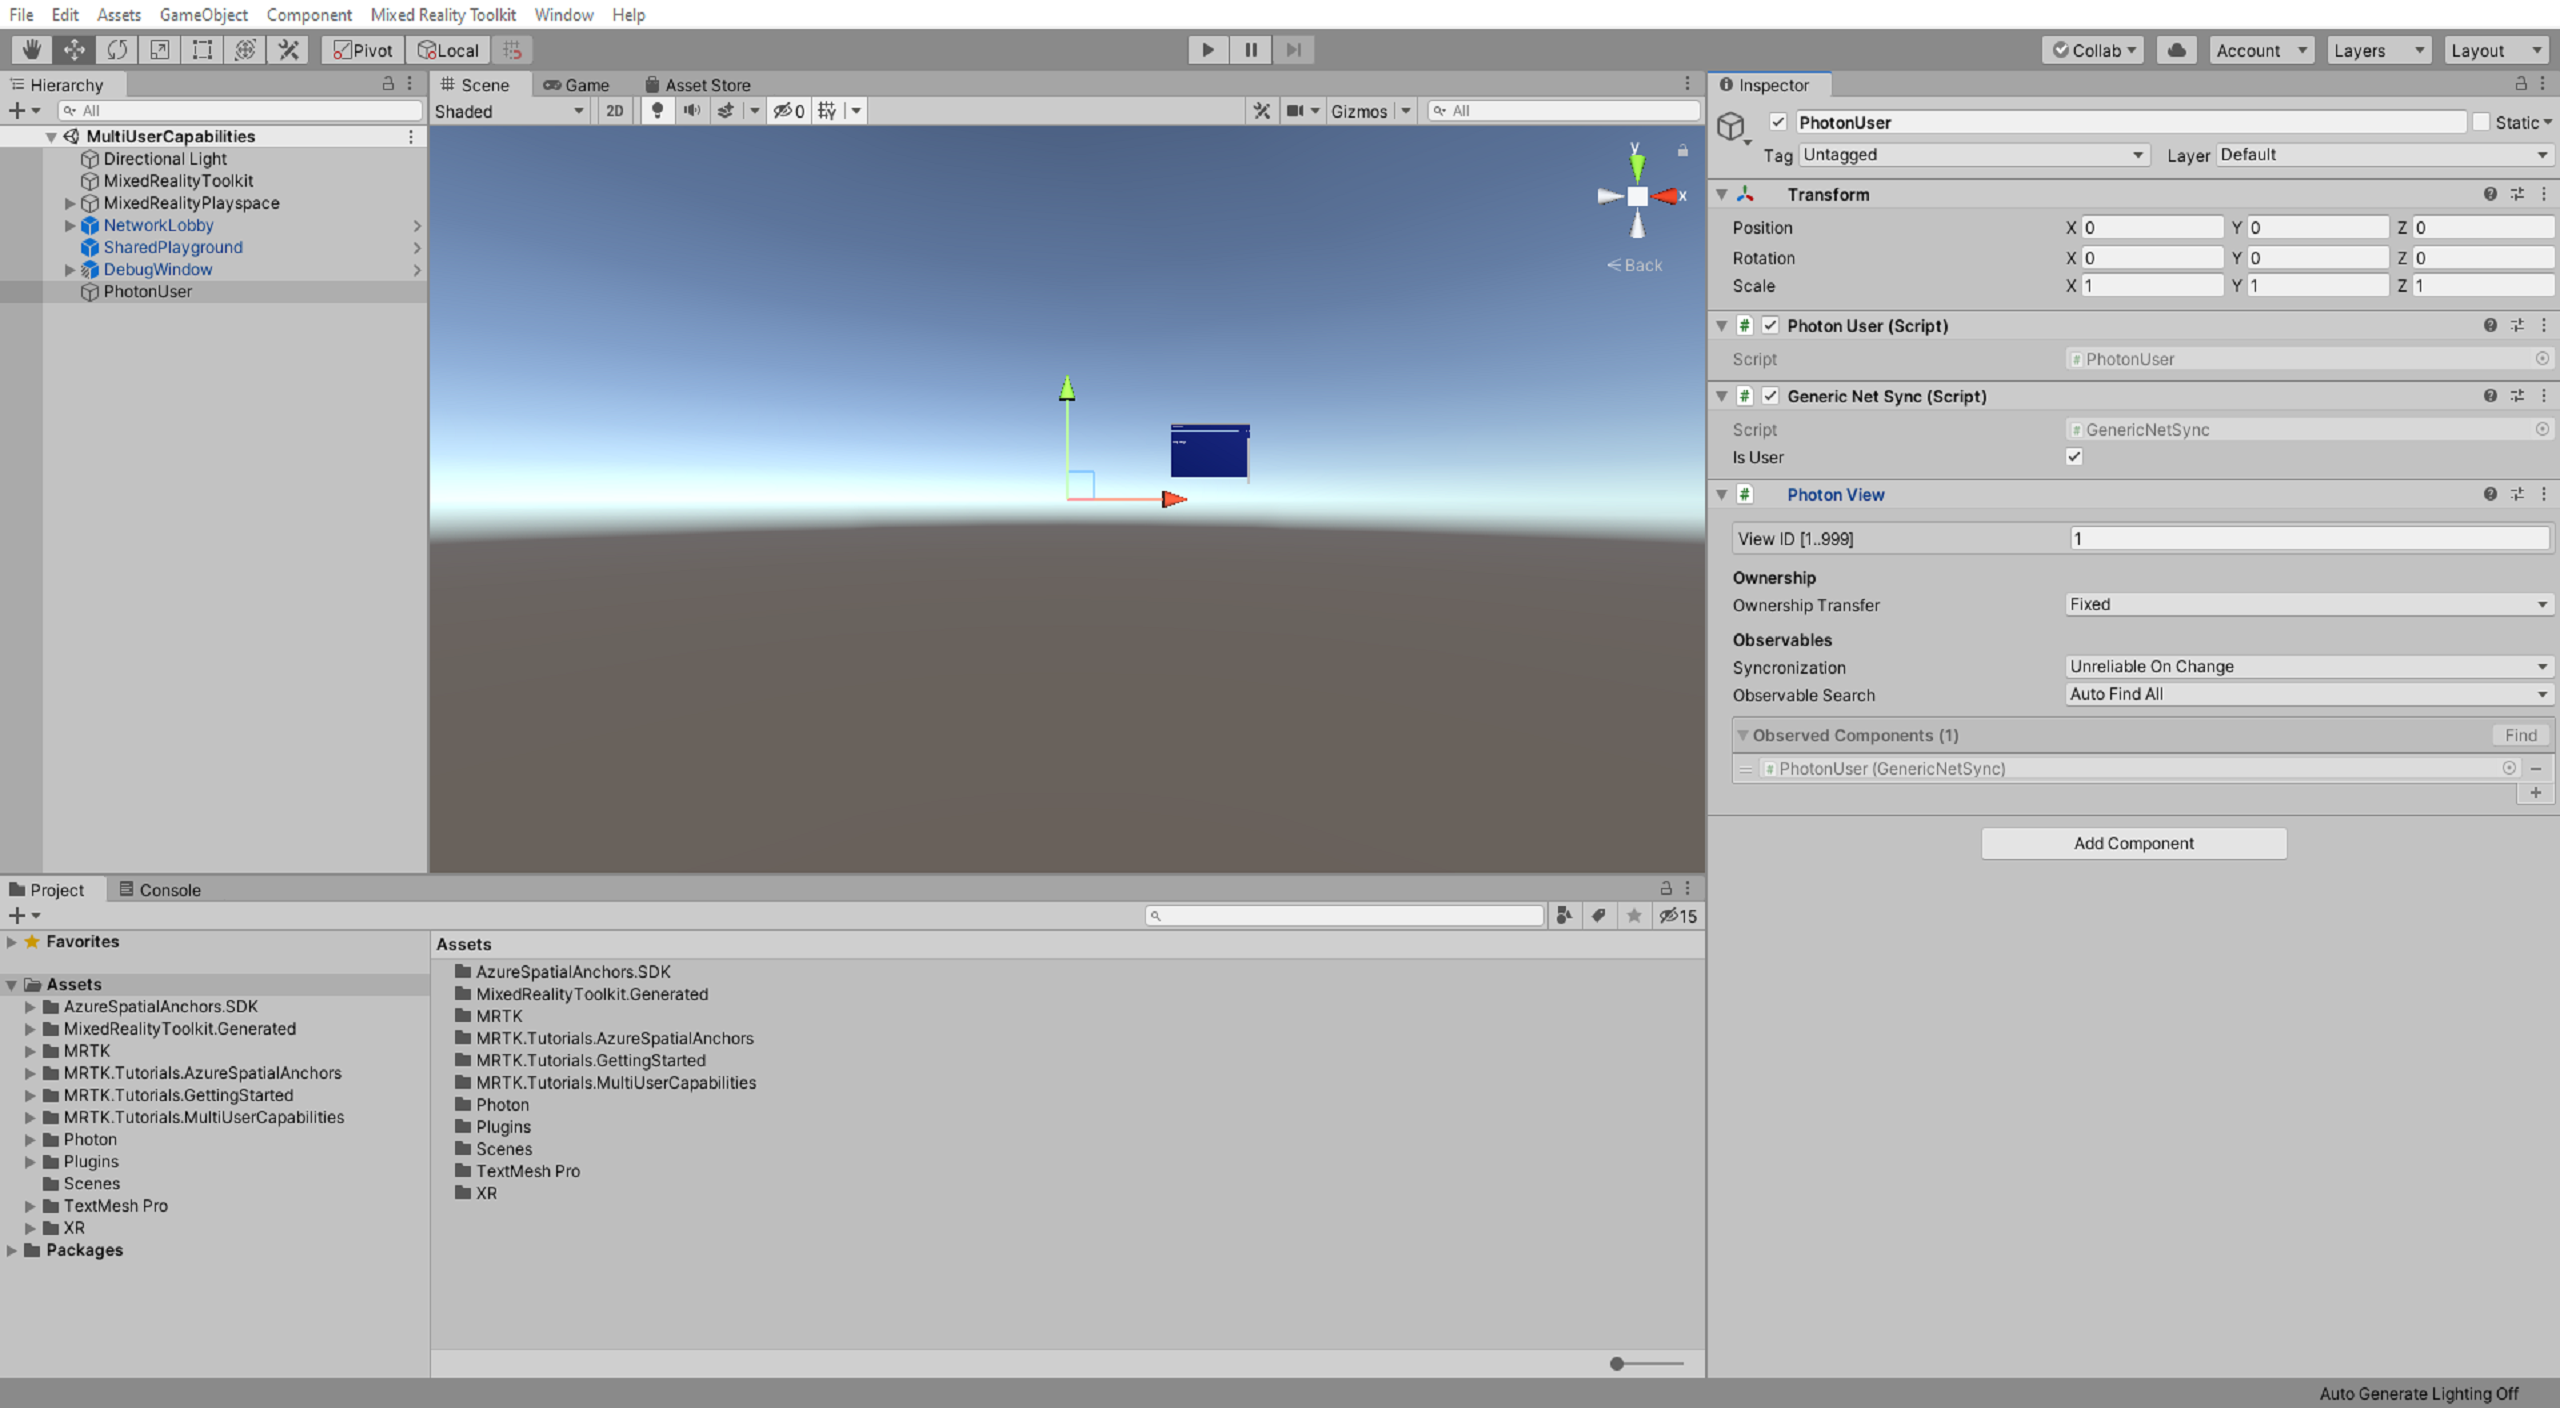 File Edit Assets GameObject Component Mixed Reality Toolkit Window Help
Pivot Local Collab Account Layers Layout
Hierarchy
All
MultiUserCapabilities
Directional Light
MixedRealityToolkit
MixedRealityPlayspace
NetworkLobby
SharedPlayground
DebugWindow
PhotonUser
Scene Game Asset Store
Shaded 2D 0 Gizmos All
y
x
Back
Inspector
PhotonUser Static
Tag Untagged Layer Default
Transform
Position X 0 Y 0 Z 0
Rotation X 0 Y 0 Z 0
Scale X 1 Y 1 Z 1
# Photon User (Script)
Script # PhotonUser
# Generic Net Sync (Script)
Script # GenericNetSync
Is User
# Photon View
View ID [1..999] 1
Ownership
Ownership Transfer Fixed
Observables
Syncronization Unreliable On Change
Observable Search Auto Find All
Observed Components (1) Find
# PhotonUser (GenericNetSync)
Add Component
Project Console
15
Favorites
Assets
AzureSpatialAnchors.SDK
MixedRealityToolkit.Generated
MRTK
MRTK.Tutorials.AzureSpatialAnchors
MRTK.Tutorials.GettingStarted
MRTK.Tutorials.MultiUserCapabilities
Photon
Plugins
Scenes
TextMesh Pro
XR
Packages
Assets
AzureSpatialAnchors.SDK
MixedRealityToolkit.Generated
MRTK
MRTK.Tutorials.AzureSpatialAnchors
MRTK.Tutorials.GettingStarted
MRTK.Tutorials.MultiUserCapabilities
Photon
Plugins
Scenes
TextMesh Pro
XR
Auto Generate Lighting Off